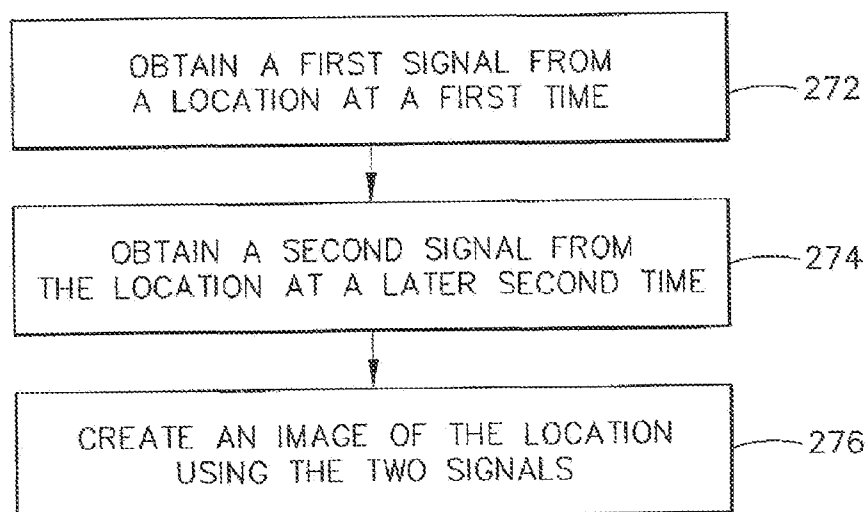 OBTAIN A FIRST SIGNAL FROM
A LOCATION AT A FIRST TIME
272
OBTAIN A SECOND SIGNAL FROM
THE LOCATION AT A LATER SECOND TIME
274
CREATE AN IMAGE OF THE LOCATION
USING THE TWO SIGNALS
276